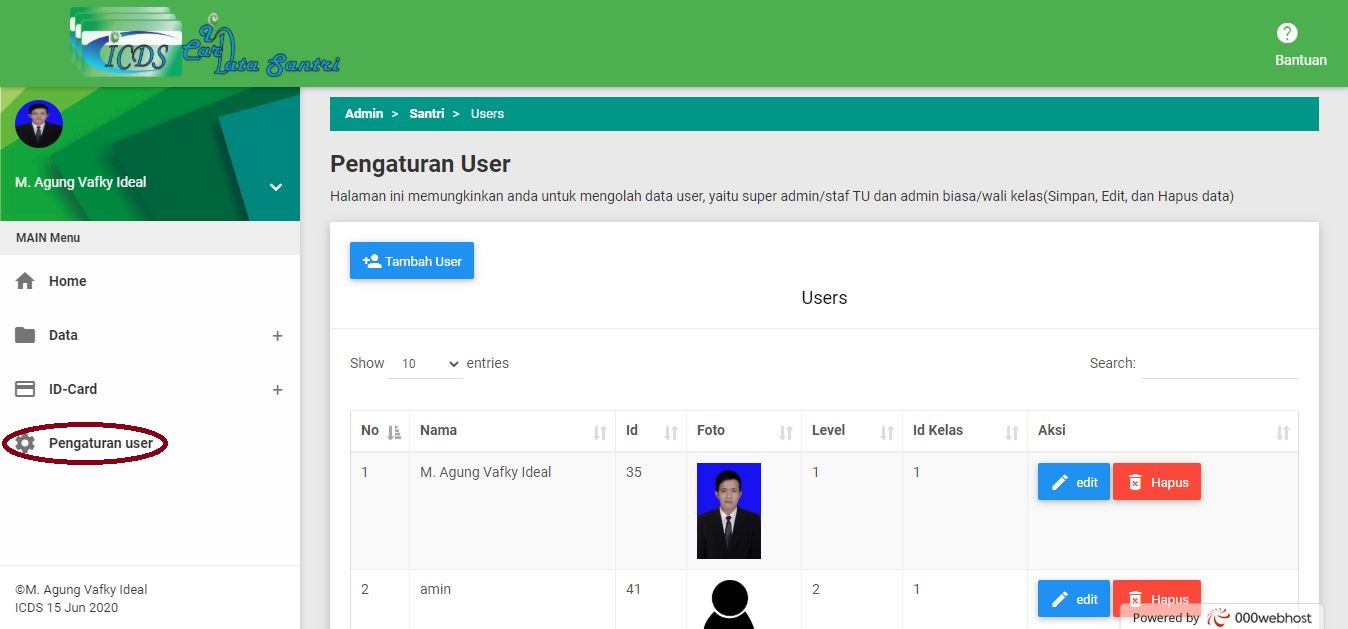 iCDS Card Data Santri
Bantuan
M. Agung Vafky Ideal
MAIN Menu
Home
Data +
ID-Card +
Pengaturan user
©M. Agung Vafky Ideal
ICDS 15 Jun 2020
Admin > Santri > Users
Pengaturan User
Halaman ini memungkinkan anda untuk mengolah data user, yaitu super admin/staf TU dan admin biasa/wali kelas(Simpan, Edit, dan Hapus data)
Tambah User
Users
Show 10 entries Search:
No Nama Id Foto Level Id Kelas Aksi
1 M. Agung Vafky Ideal 35 1 1 edit Hapus
2 amin 41 2 1 edit Hapus
Powered by 000webhost